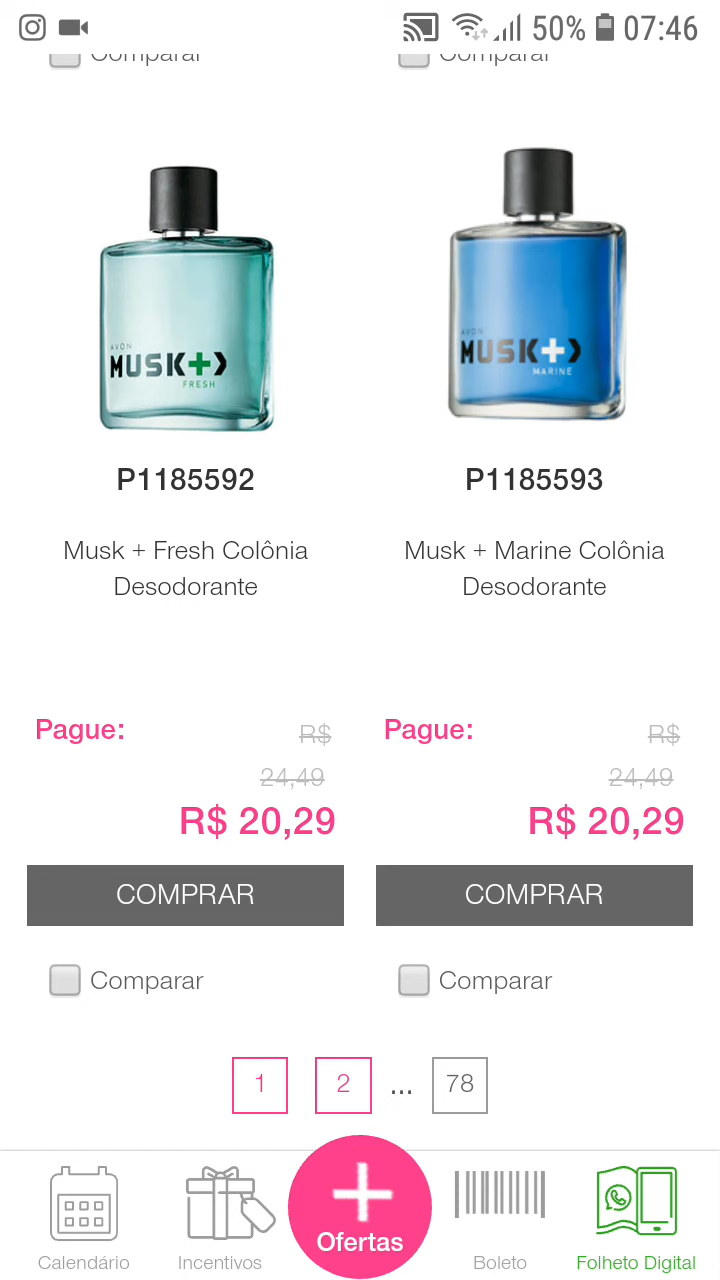 50% 07:46
Comparar Comparar
AVON
MUSK+
FRESH
AVON
MUSK+
MARINE
P1185592
P1185593
Musk + Fresh Colônia
Desodorante
Musk + Marine Colônia
Desodorante
Pague: R$
24,49
R$ 20,29
Pague: R$
24,49
R$ 20,29
COMPRAR
COMPRAR
Comparar
Comparar
1 2 ... 78
Calendário
Incentivos
Ofertas
Boleto
Folheto Digital